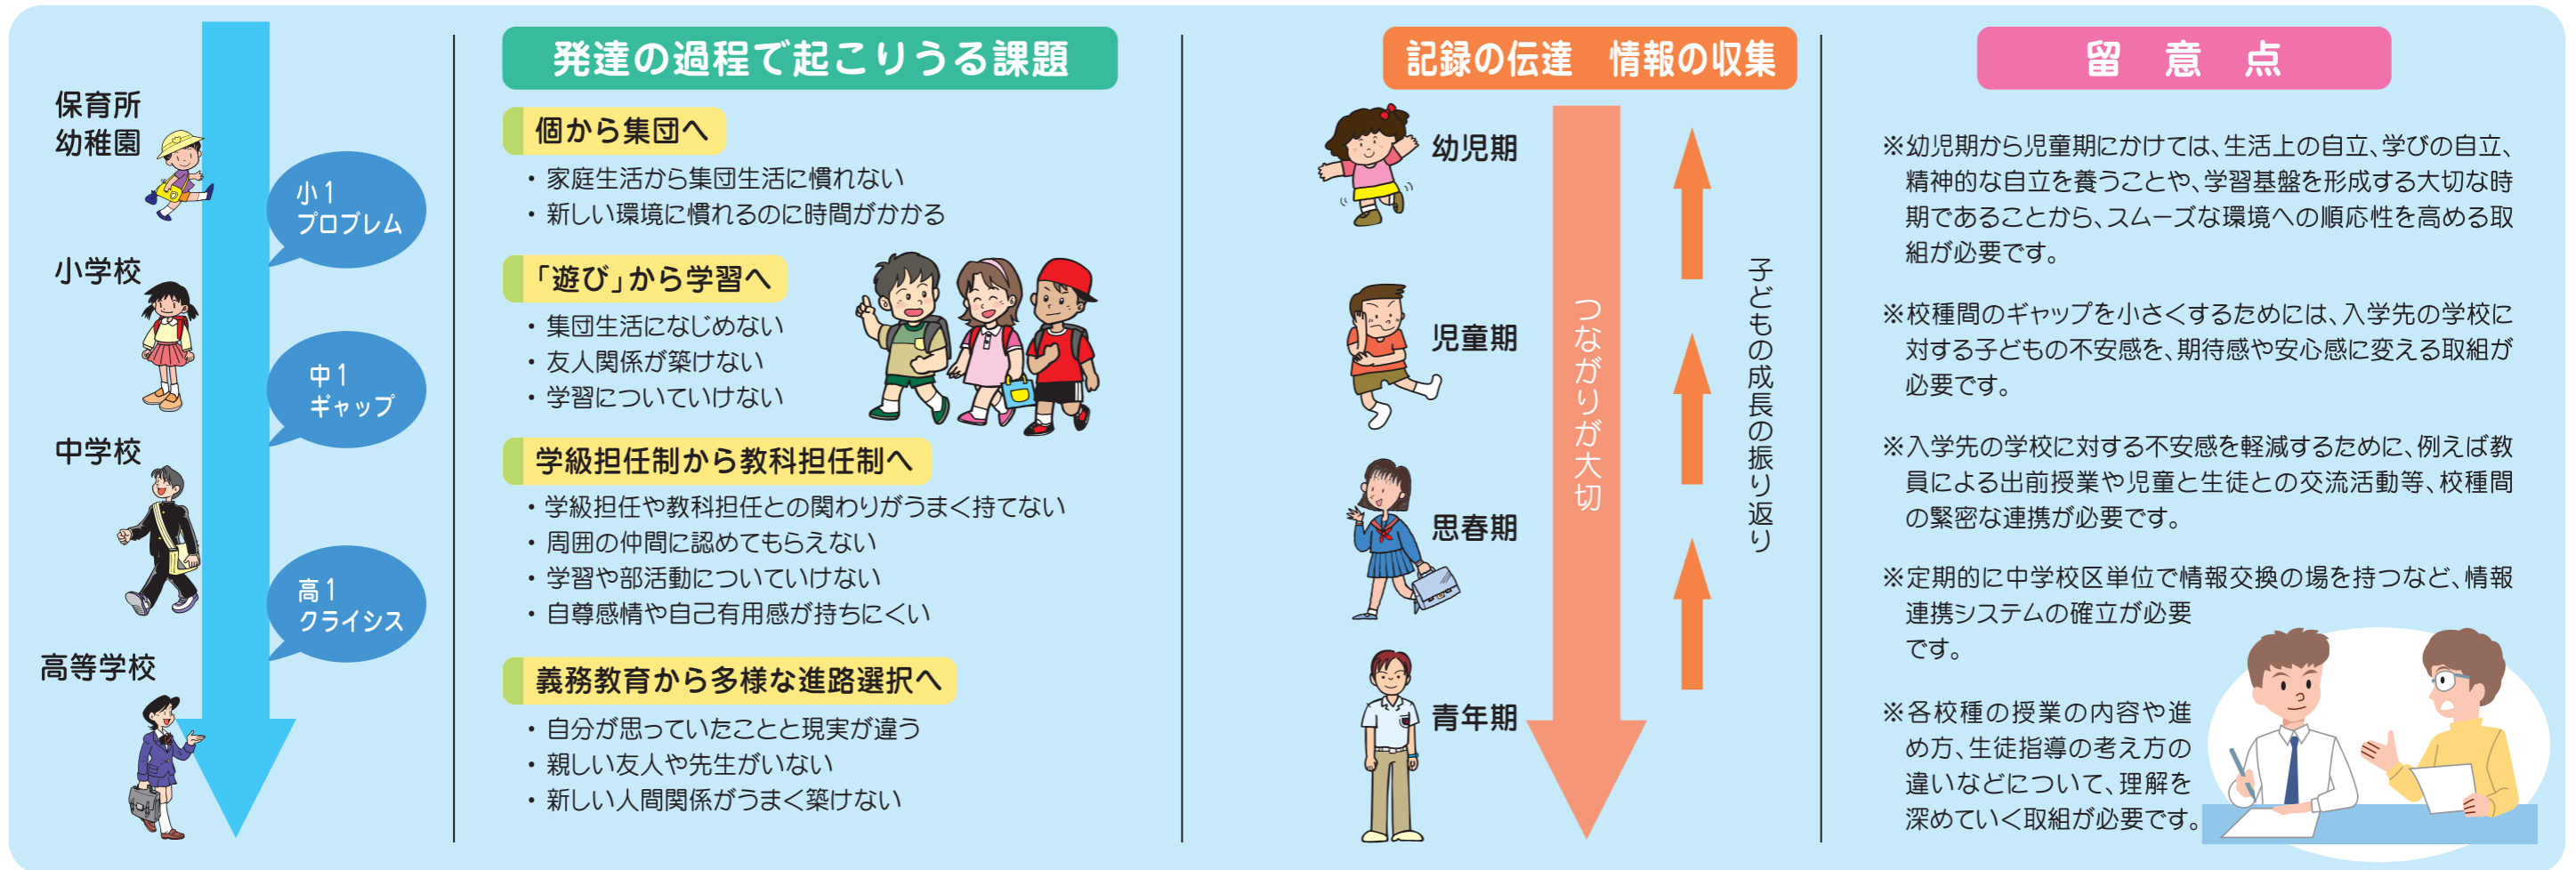 保育所
幼稚園
小1
プロブレム
小学校
中1
ギャップ
中学校
高1
クライシス
高等学校
発達の過程で起こりうる課題
個から集団へ
・ 家庭生活から集団生活に慣れない
・ 新しい環境に慣れるのに時間がかかる
「遊び」から学習へ
・ 集団生活になじめない
・ 友人関係が築けない
・ 学習についていけない
学級担任制から教科担任制へ
・ 学級担任や教科担任との関わりがうまく持てない
・ 周囲の仲間に認めてもらえない
・ 学習や部活動についていけない
・ 自尊感情や自己有用感が持ちにくい
義務教育から多様な進路選択へ
・ 自分が思っていたことと現実が違う
・ 親しい友人や先生がいない
・ 新しい人間関係がうまく築けない
記録の伝達　情報の収集
幼児期
児童期
思春期
青年期
つながりが大切
子どもの成長の振り返り
留　意　点
※幼児期から児童期にかけては、生活上の自立、学びの自立、
精神的な自立を養うことや、学習基盤を形成する大切な時
期であることから、スムーズな環境への順応性を高める取
組が必要です。
※校種間のギャップを小さくするためには、入学先の学校に
対する子どもの不安感を、期待感や安心感に変える取組が
必要です。
※入学先の学校に対する不安感を軽減するために、例えば教
員による出前授業や児童と生徒との交流活動等、校種間
の緊密な連携が必要です。
※定期的に中学校区単位で情報交換の場を持つなど、情報
連携システムの確立が必要
です。
※各校種の授業の内容や進
め方、生徒指導の考え方の
違いなどについて、理解を
深めていく取組が必要です。